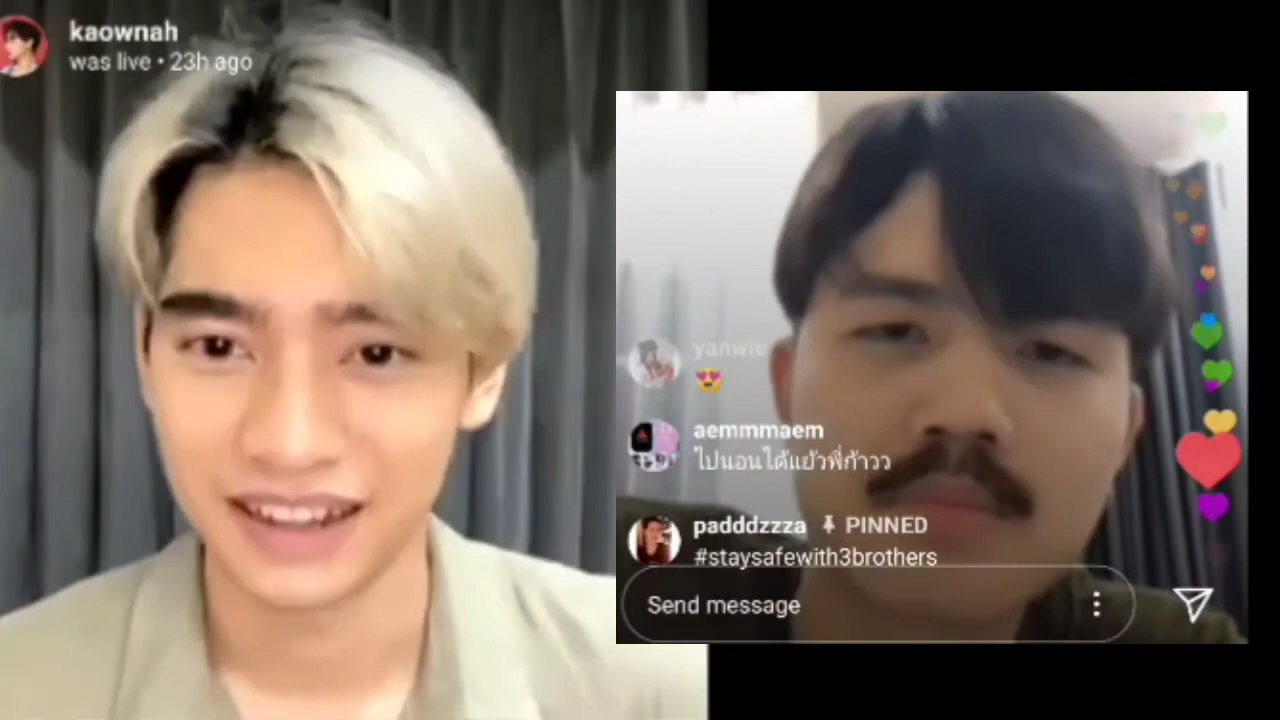 kaownah
was live • 23h ago
yanwie
aemmmaem
ไปนอนได้แย้วพี่ก้าวว
padddzzza PINNED
#staysafewith3brothers
Send message